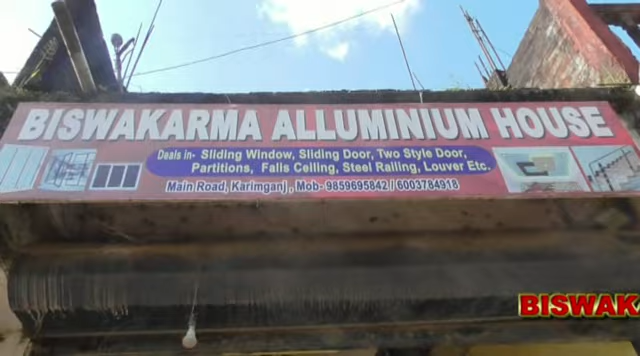 BISWAKARMA ALLUMINIUM HOUSE
Deals in- Sliding Window, Sliding Door, Two Style Door,
Partitions, Falls Ceiling, Steel Railing, Louver Etc.
Main Road, Karimganj, Mob- 9859695842 / 6003784918
BISWAKA